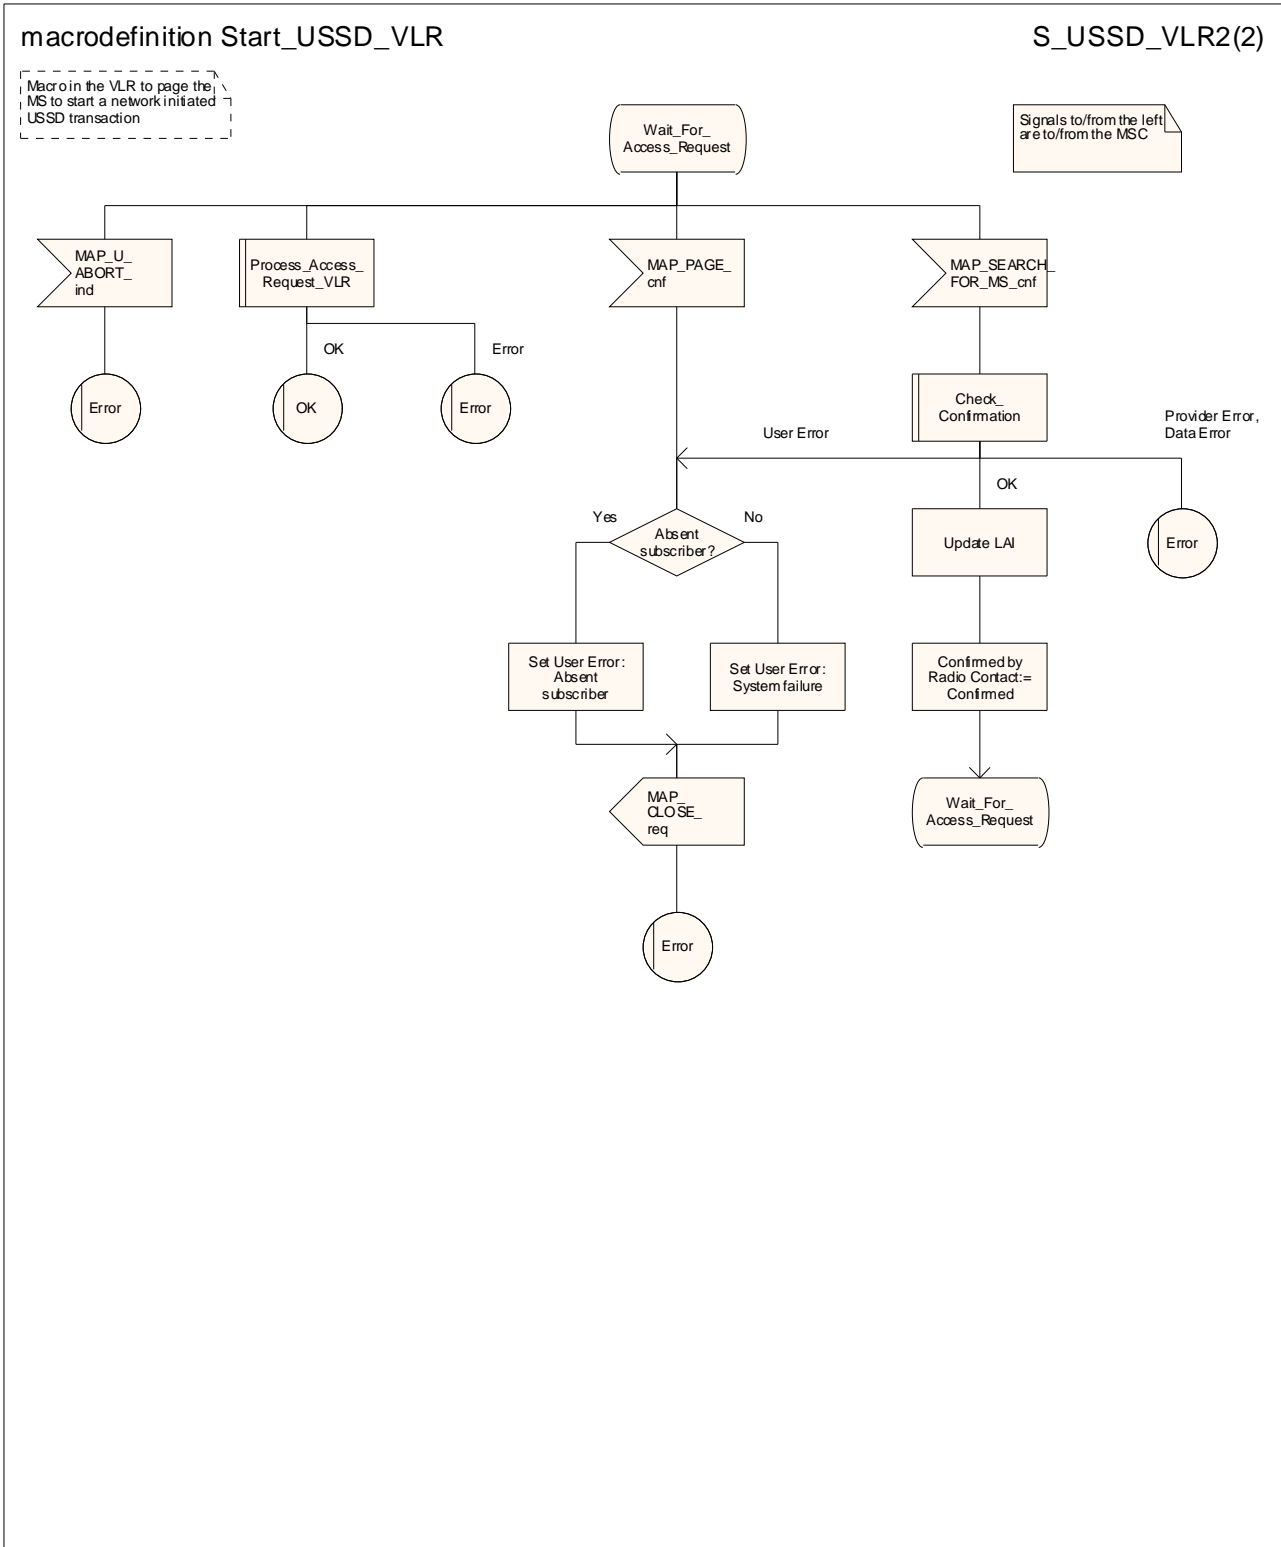 macrodefinition Start_USSD_VLR
S_USSD_VLR2(2)
Macro in the VLR to page the
MS to start a network initiated
USSD transaction
Wait_For_
Access_Request
Signals to/from the left
are to/from the MSC
MAP_U_
ABORT_
ind
Process_Access_
Request_VLR
MAP_PAGE_
cnf
MAP_SEARCH_
FOR_MS_cnf
OK
Error
Error
OK
Error
Check_
Confirmation
User Error
Provider Error,
Data Error
OK
Yes
No
Absent
subscriber?
Update LAI
Error
Set User Error:
Absent
subscriber
Set User Error:
System failure
Confirmed by
Radio Contact:=
Confirmed
MAP_
CLOSE_
req
Wait_For_
Access_Request
Error